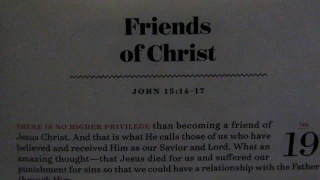 Friends
of Christ
JOHN 15:14–17
THERE IS NO HIGHER PRIVILEGE than becoming a friend of
Jesus Christ. And that is what He calls those of us who have
believed and received Him as our Savior and Lord. What an
amazing thought—that Jesus died for us and suffered our
punishment for sins so that we could have a relationship with the Father
through Him.
19